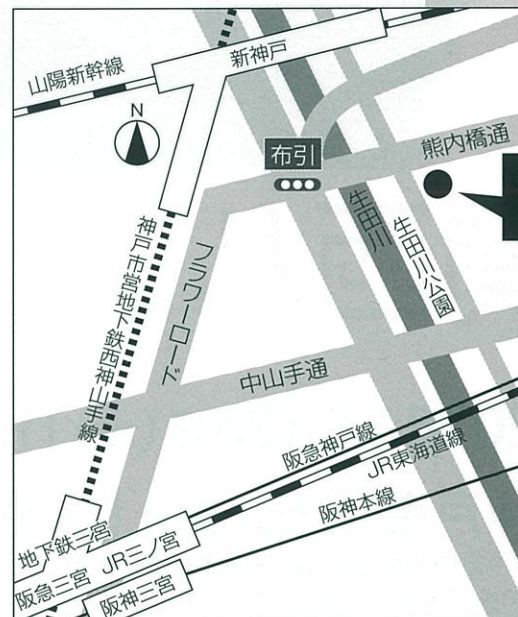 新神戸
山陽新幹線
N
布引
熊内橋通
生田川
生田川公園
フラワーロード
神戸市営地下鉄西神山手線
中山手通
阪急神戸線
JR東海道線
阪神本線
地下鉄三宮
JR三ノ宮
阪急三宮
阪神三宮